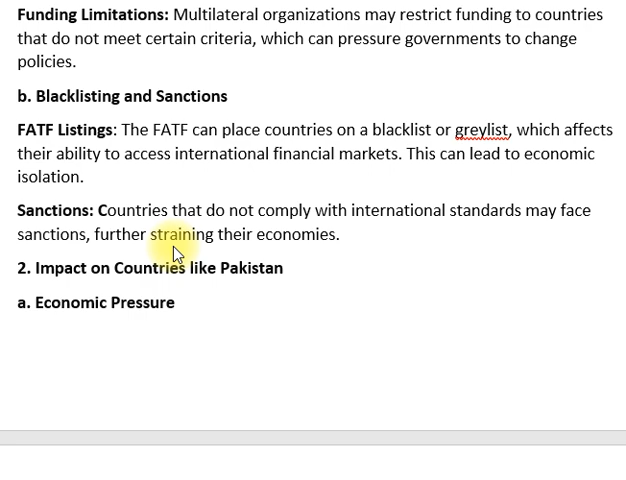 Funding Limitations: Multilateral organizations may restrict funding to countries
that do not meet certain criteria, which can pressure governments to change
policies.
b. Blacklisting and Sanctions
FATF Listings: The FATF can place countries on a blacklist or greylist, which affects
their ability to access international financial markets. This can lead to economic
isolation.
Sanctions: Countries that do not comply with international standards may face
sanctions, further straining their economies.
2. Impact on Countries like Pakistan
a. Economic Pressure